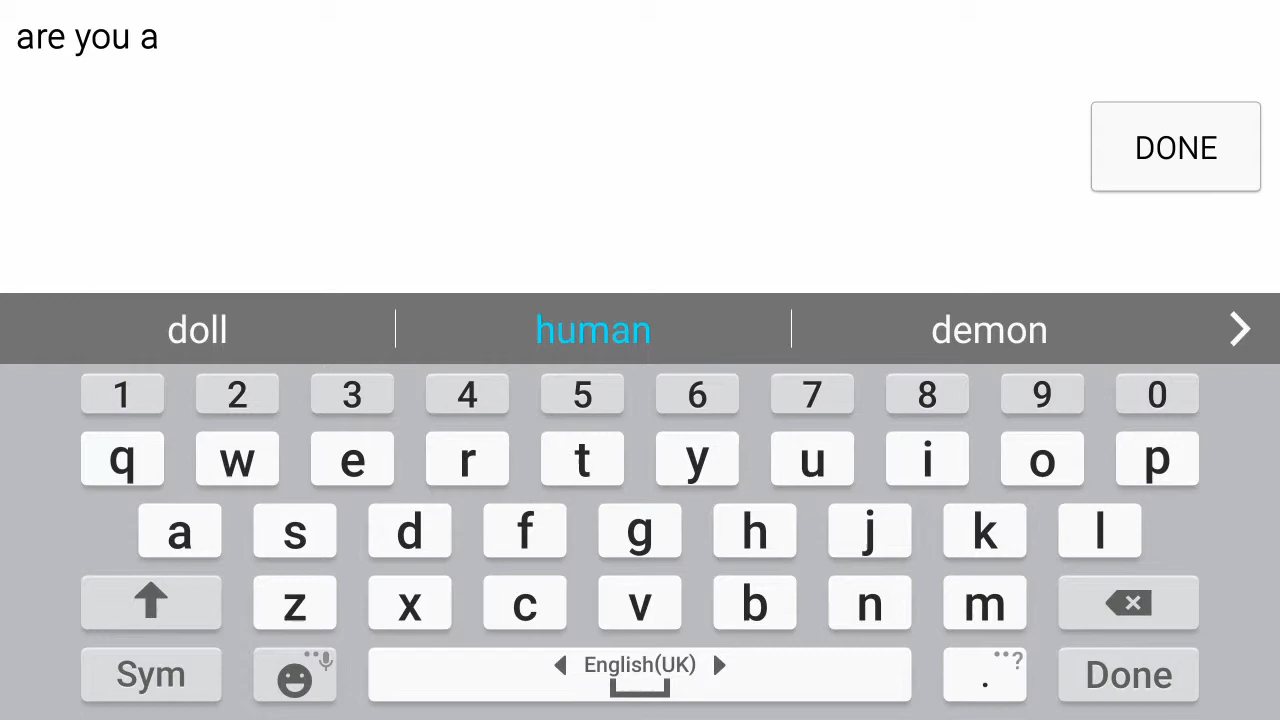 are you a
DONE
doll human demon
1 2 3 4 5 6 7 8 9 0
q w e r t y u i o p
a s d f g h j k l
z x c v b n m
Sym English(UK) . ? Done